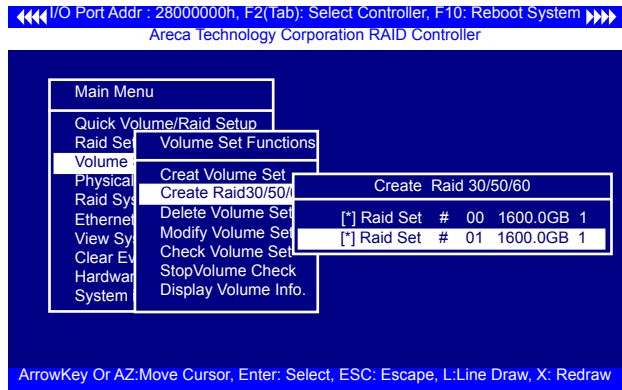 I/O Port Addr : 28000000h, F2(Tab): Select Controller, F10: Reboot System
Areca Technology Corporation RAID Controller
Main Menu
Quick Volume/Raid Setup
Raid Set
Volume
Physical
Raid Sys
Ethernet
View Sy
Clear Ev
Hardwar
System
Volume Set Functions
Creat Volume Set
Create Raid30/50/
Delete Volume Set
Modify Volume Set
Check Volume Set
StopVolume Check
Display Volume Info.
Create Raid 30/50/60
[*] Raid Set # 00 1600.0GB 1
[*] Raid Set # 01 1600.0GB 1
ArrowKey Or AZ:Move Cursor, Enter: Select, ESC: Escape, L:Line Draw, X: Redraw